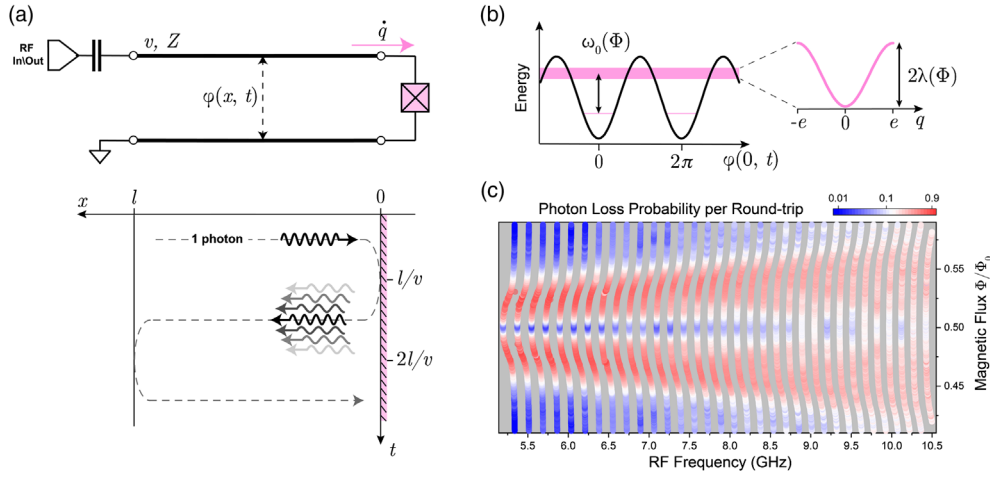 (a)
RF
In\Out
v, Z
q̇
φ(x, t)
x
l
0
1 photon
l/v
2l/v
t
(b)
Energy
ω₀(Φ)
0
2π
φ(0, t)
2λ(Φ)
-e
0
e
q
(c)
Photon Loss Probability per Round-trip
0.01
0.1
0.9
0.55
0.50
0.45
Magnetic Flux Φ/Φ₀
5.5
6.0
6.5
7.0
7.5
8.0
8.5
9.0
9.5
10.0
10.5
RF Frequency (GHz)